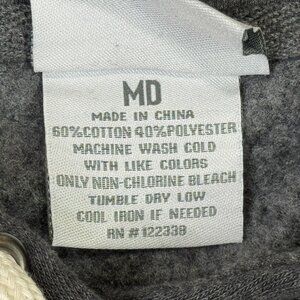 MD
MADE IN CHINA
60%COTTON 40%POLYESTER
MACHINE WASH COLD
WITH LIKE COLORS
ONLY NON-CHLORINE BLEACH
TUMBLE DRY LOW
COOL IRON IF NEEDED
RN #122338